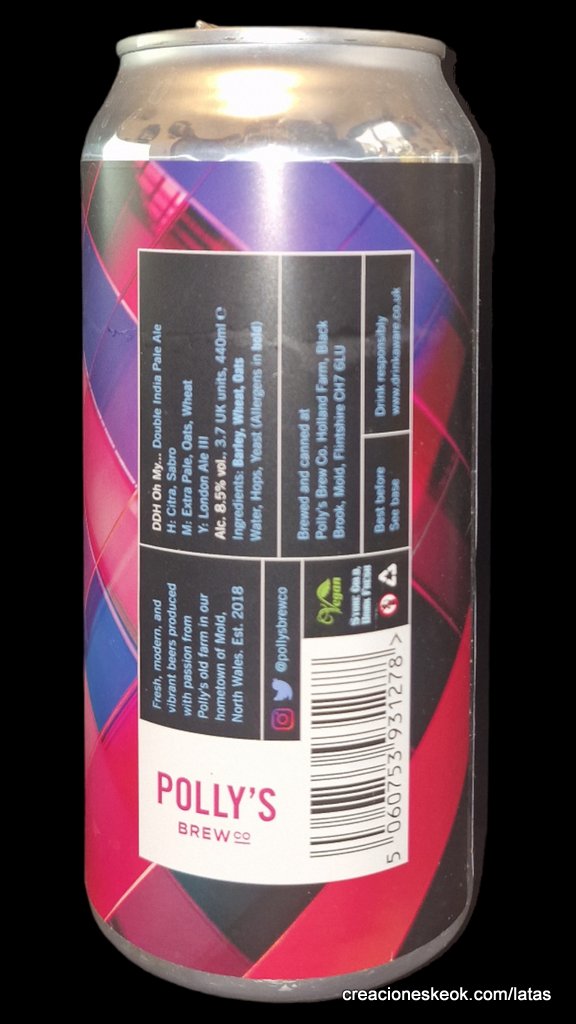 DDH Oh My... Double India Pale Ale
H: Citra, Sabro
M: Extra Pale, Oats, Wheat
Y: London Ale III
Alc. 8.5% vol., 3.7 UK units, 440ml ℮
Ingredients: Barley, Wheat, Oats
Water, Hops, Yeast (Allergens in bold)
Brewed and canned at
Polly's Brew Co. Holland Farm, Black
Brook, Mold, Flintshire CH7 6LU
Best before
See base
Drink responsibly
www.drinkaware.co.uk
Fresh, modern, and
vibrant beers produced
with passion from
Polly's old farm in our
hometown of Mold,
North Wales. Est. 2018
@pollysbrewco
Vegan
Store Cold,
Drink Fresh
POLLY'S
BREW CO
5 060753 931278 >
creacioneskeok.com/latas